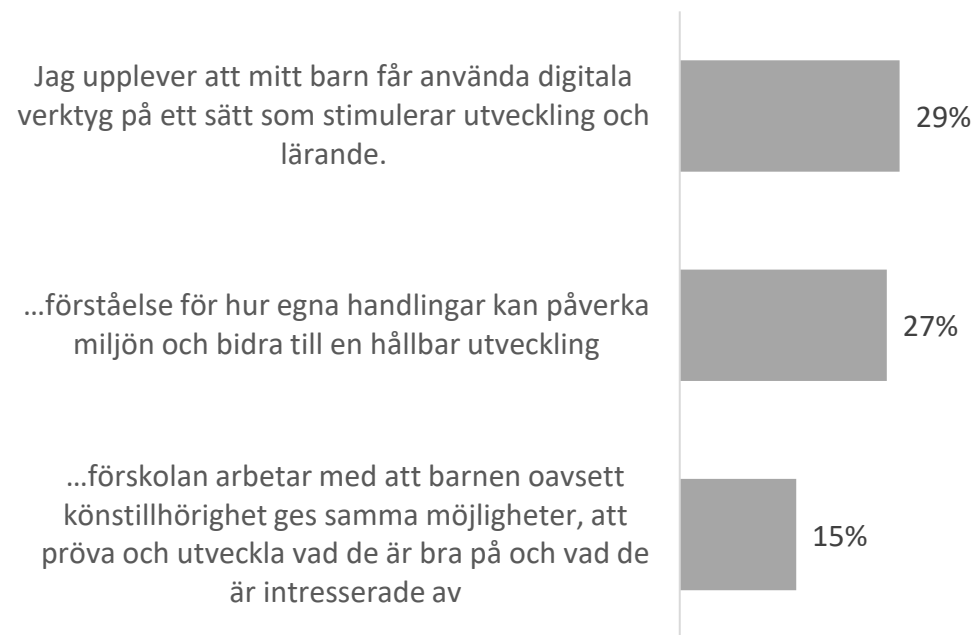 Jag upplever att mitt barn får använda digitala
verktyg på ett sätt som stimulerar utveckling och
lärande.
29%
...förståelse för hur egna handlingar kan påverka
miljön och bidra till en hållbar utveckling
27%
...förskolan arbetar med att barnen oavsett
könstillhörighet ges samma möjligheter, att
pröva och utveckla vad de är bra på och vad de
är intresserade av
15%